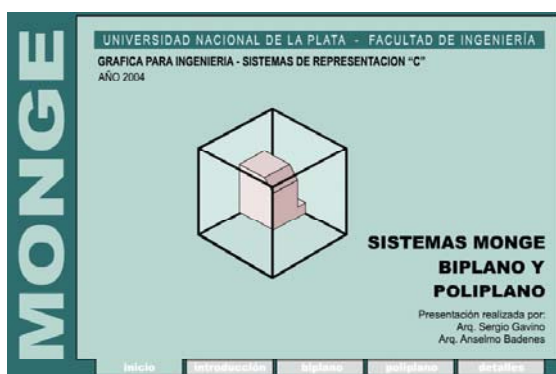 MONGE
UNIVERSIDAD NACIONAL DE LA PLATA - FACULTAD DE INGENIERÍA
GRAFICA PARA INGENIERIA - SISTEMAS DE REPRESENTACION “C”
AÑO 2004
SISTEMAS MONGE
BIPLANO Y
POLIPLANO
Presentación realizada por:
Arq. Sergio Gavino
Arq. Anselmo Badenes
inicio introducción biplano poliplano detalles